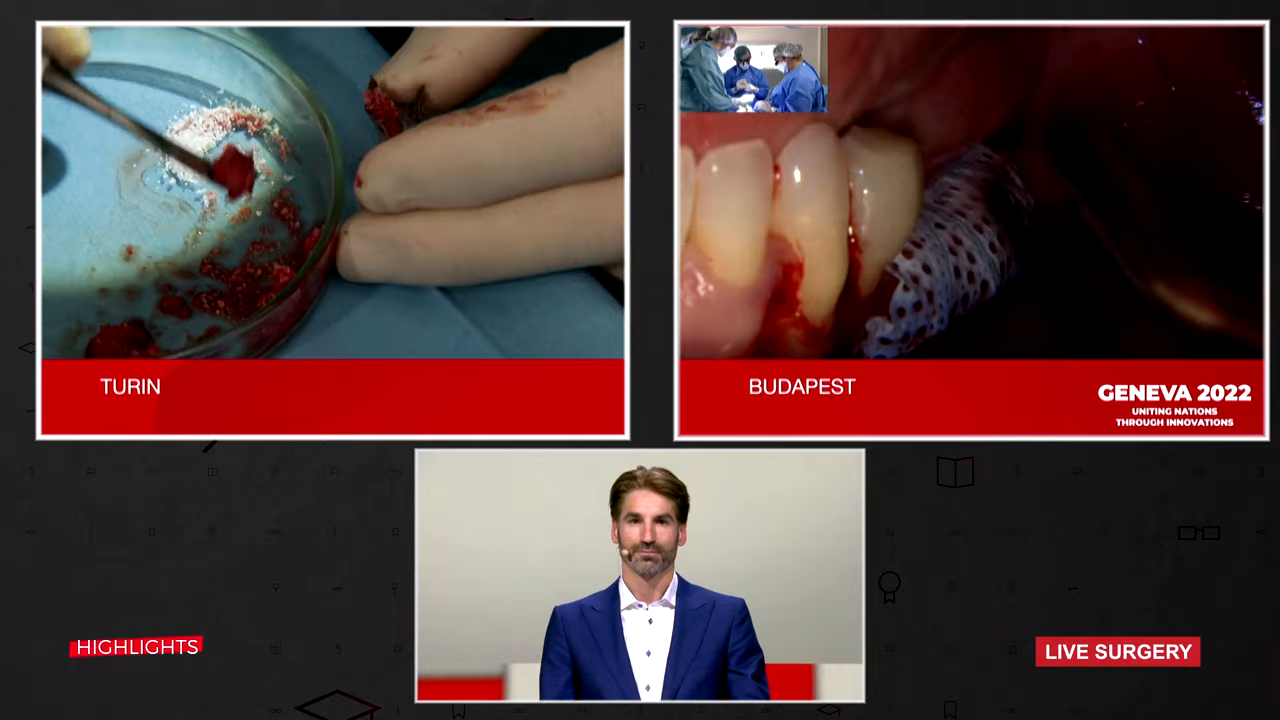 TURIN
BUDAPEST
GENEVA 2022
UNITING NATIONS
THROUGH INNOVATIONS
HIGHLIGHTS
LIVE SURGERY